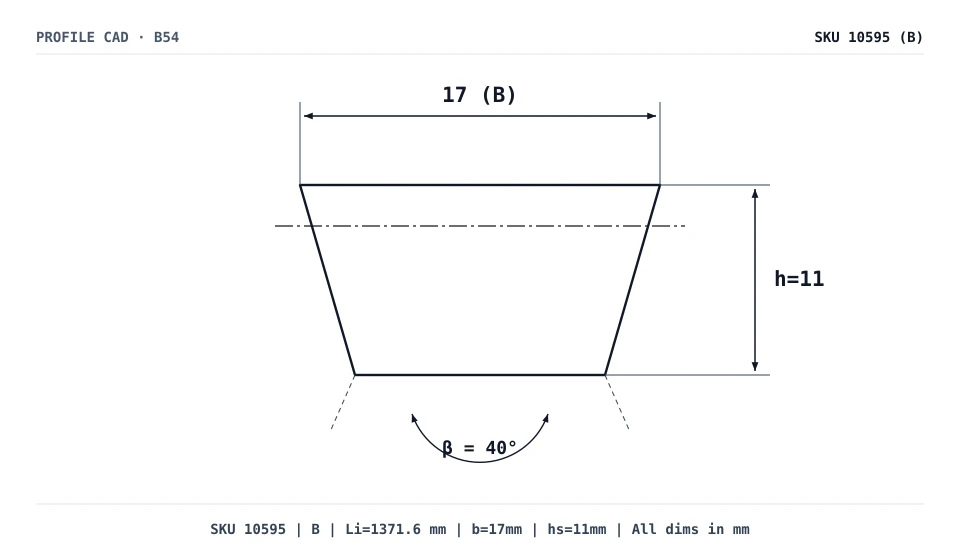 PROFILE CAD · B54
SKU 10595 (B)
17 (B)
h=11
β = 40°
SKU 10595 | B | Li=1371.6 mm | b=17mm | hs=11mm | All dims in mm